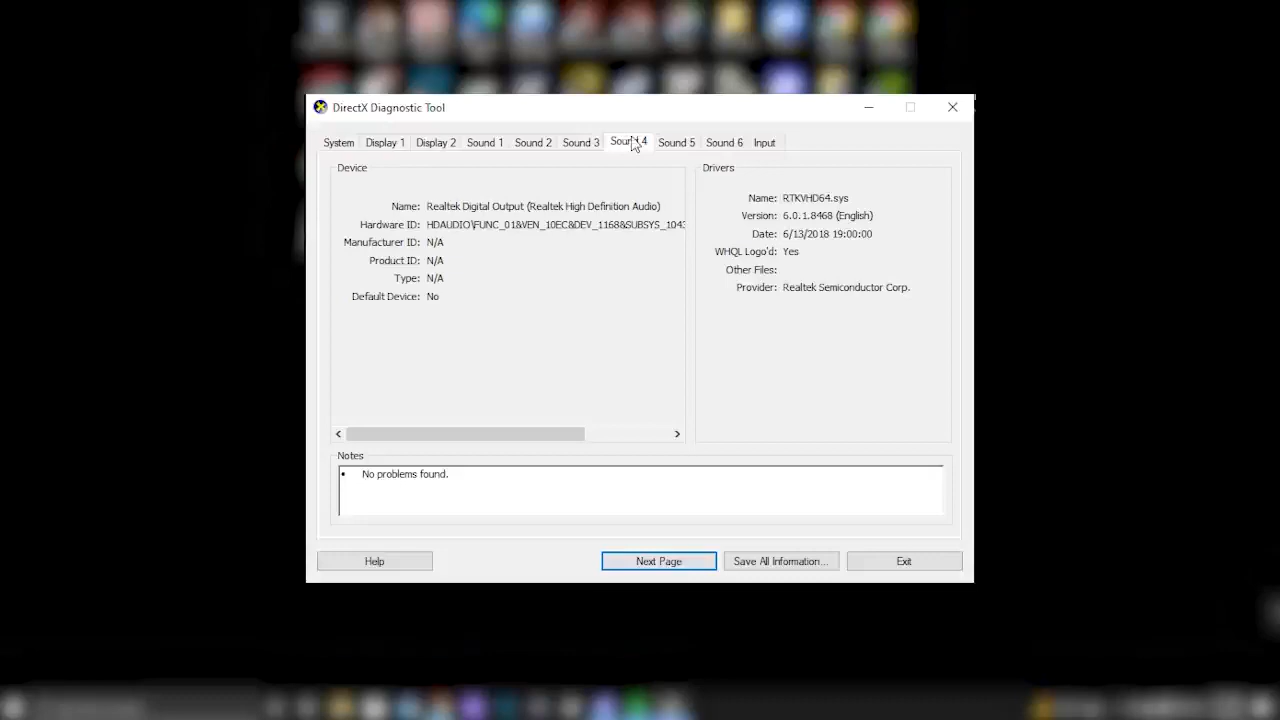 DirectX Diagnostic Tool
System Display 1 Display 2 Sound 1 Sound 2 Sound 3 Sound 4 Sound 5 Sound 6 Input
Device
Name: Realtek Digital Output (Realtek High Definition Audio)
Hardware ID: HDAUDIO\FUNC_01&VEN_10EC&DEV_1168&SUBSYS_1043
Manufacturer ID: N/A
Product ID: N/A
Type: N/A
Default Device: No
Drivers
Name: RTKVHD64.sys
Version: 6.0.1.8468 (English)
Date: 6/13/2018 19:00:00
WHQL Logo'd: Yes
Other Files:
Provider: Realtek Semiconductor Corp.
Notes
• No problems found.
Help Next Page Save All Information... Exit